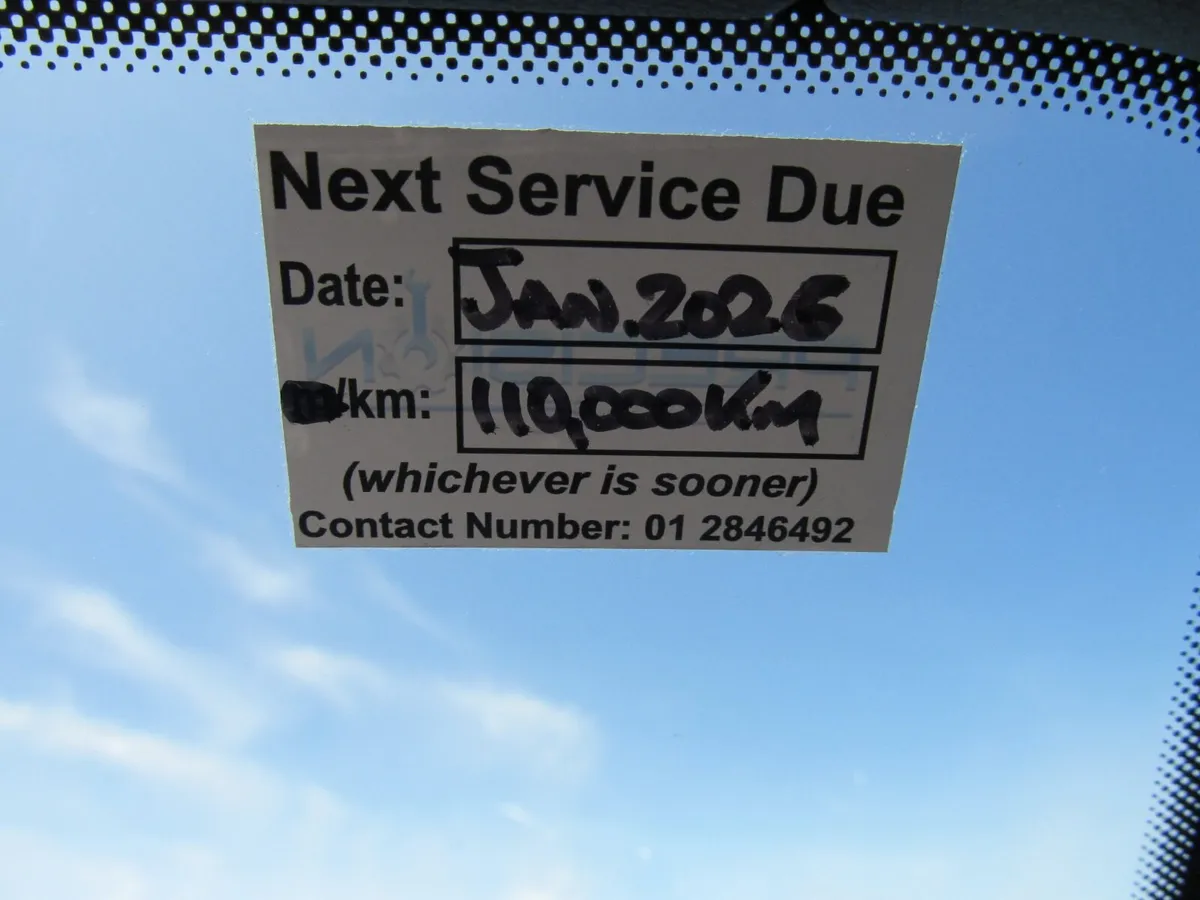 Next Service Due
Date: JAN.2026
/km: 110,000KM
(whichever is sooner)
Contact Number: 01 2846492